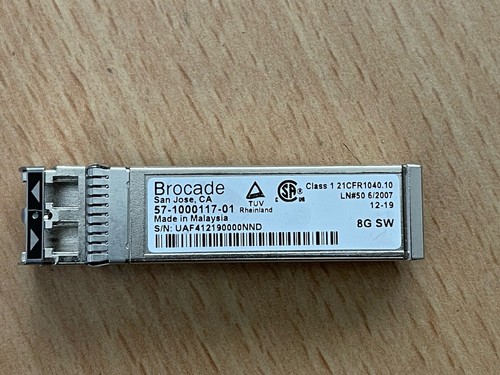 Brocade
San Jose, CA
57-1000117-01
Made in Malaysia
S/N: UAF412190000NND
TÜV
Rheinland
SA
Class 1 21CFR1040.10
LN#50 6/2007
12-19
8G SW